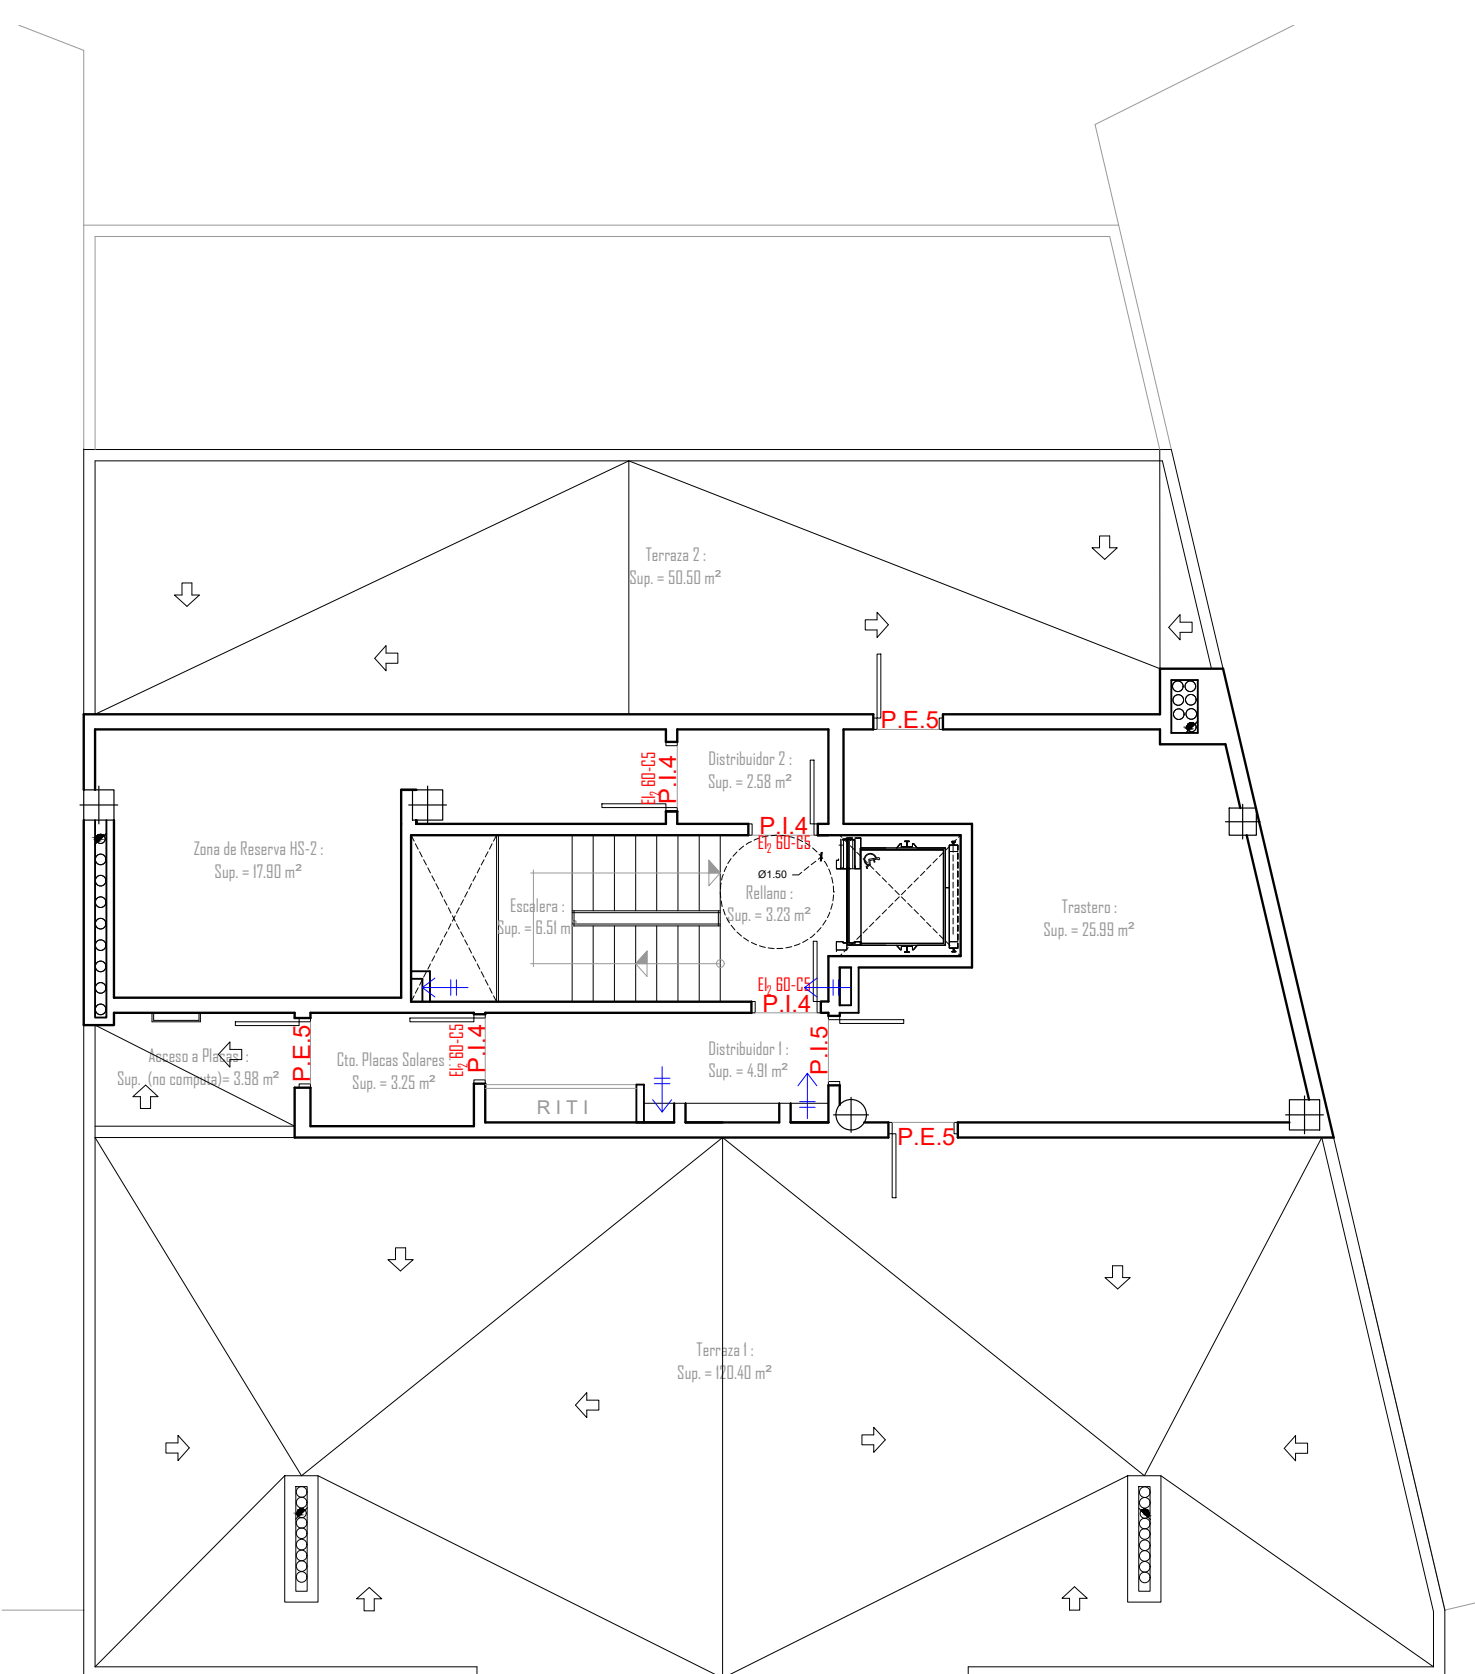 Terraza 2 :
Sup. = 50.50 m²
P.E.5
EI₂ 60-C5
P.I.4
Distribuidor 2 :
Sup. = 2.58 m²
P.I.4
EI₂ 60-C5
Zona de Reserva HS-2 :
Sup. = 17.90 m²
Ø1.50
Rellano :
Sup. = 3.23 m²
Escalera :
Sup. = 6.51 m²
Trastero :
Sup. = 25.99 m²
EI₂ 60-C5
P.I.4
Acceso a Placas :
Sup. (no computa)= 3.98 m²
P.E.5
Cto. Placas Solares :
Sup. = 3.25 m²
EI₂ 60-C5
P.I.4
Distribuidor 1 :
Sup. = 4.91 m²
P.I.5
RITI
P.E.5
Terraza 1 :
Sup. = 120.40 m²